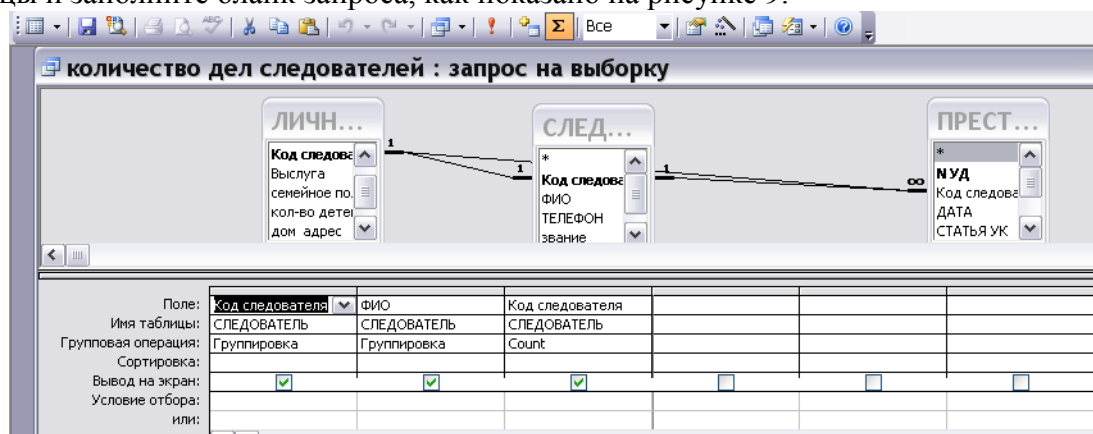 цы и заполните бланк запроса, как показано на рисунке 9.
Все
количество дел следователей : запрос на выборку
ЛИЧН...
Код следова
Выслуга
семейное по.
кол-во детеі
дом адрес
1
1
СЛЕД...
*
Код следова
ФИО
ТЕЛЕФОН
звание
1
∞
ПРЕСТ...
*
N УД
Код следова
ДАТА
СТАТЬЯ УК
Поле: Код следователя ФИО Код следователя
Имя таблицы: СЛЕДОВАТЕЛЬ СЛЕДОВАТЕЛЬ СЛЕДОВАТЕЛЬ
Групповая операция: Группировка Группировка Count
Сортировка:
Вывод на экран:
Условие отбора:
или: